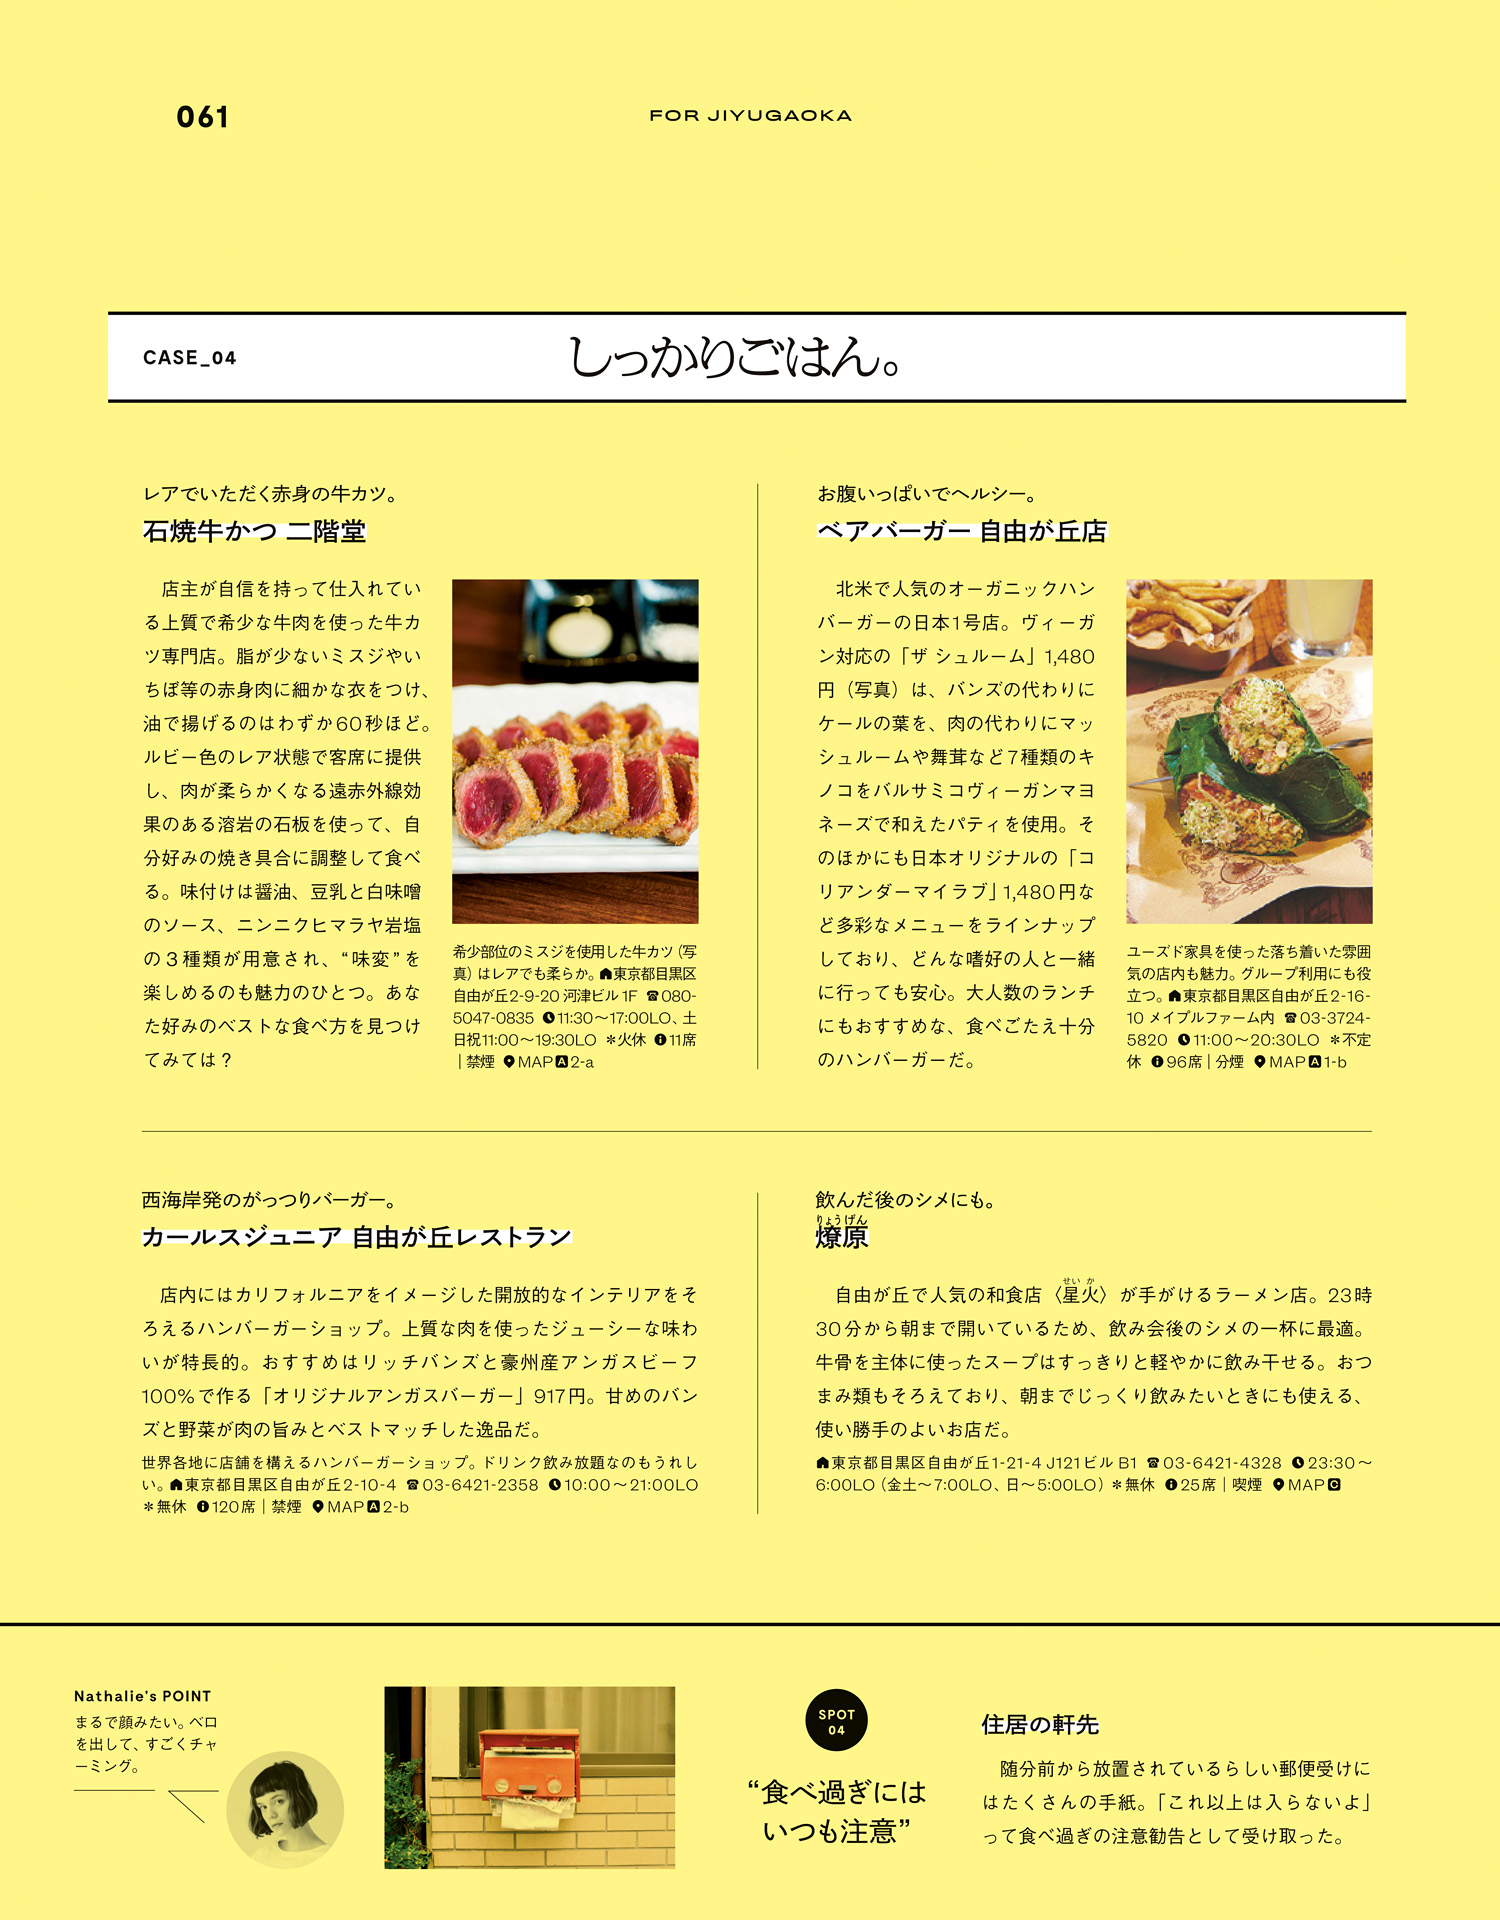 061
FOR JIYUGAOKA
CASE_04
しっかりごはん。
レアでいただく赤身の牛カツ。
石焼牛かつ 二階堂
店主が自信を持って仕入れてい
る上質で希少な牛肉を使った牛カ
ツ専門店。脂が少ないミスジやい
ちぼ等の赤身肉に細かな衣をつけ、
油で揚げるのはわずか60秒ほど。
ルビー色のレア状態で客席に提供
し、肉が柔らかくなる遠赤外線効
果のある溶岩の石板を使って、自
分好みの焼き具合に調整して食べ
る。味付けは醤油、豆乳と白味噌
のソース、ニンニクヒマラヤ岩塩
の3種類が用意され、“味変”を
楽しめるのも魅力のひとつ。あな
た好みのベストな食べ方を見つけ
てみては？
希少部位のミスジを使用した牛カツ（写
真）はレアでも柔らか。東京都目黒区
自由が丘2-9-20 河津ビル1F ☎080-
5047-0835 11:30〜17:00LO、土
日祝11:00〜19:30LO ＊火休 11席
｜禁煙 MAP A 2-a
お腹いっぱいでヘルシー。
ベアバーガー 自由が丘店
北米で人気のオーガニックハン
バーガーの日本1号店。ヴィーガ
ン対応の「ザ シュルーム」1,480
円（写真）は、バンズの代わりに
ケールの葉を、肉の代わりにマッ
シュルームや舞茸など7種類のキ
ノコをバルサミコヴィーガンマヨ
ネーズで和えたパティを使用。そ
のほかにも日本オリジナルの「コ
リアンダーマイラブ」1,480円な
ど多彩なメニューをラインナップ
しており、どんな嗜好の人と一緒
に行っても安心。大人数のランチ
にもおすすめな、食べごたえ十分
のハンバーガーだ。
ユーズド家具を使った落ち着いた雰囲
気の店内も魅力。グループ利用にも役
立つ。東京都目黒区自由が丘2-16-
10 メイプルファーム内 ☎03-3724-
5820 11:00〜20:30LO ＊不定
休 96席｜分煙 MAP A 1-b
西海岸発のがっつりバーガー。
カールスジュニア 自由が丘レストラン
店内にはカリフォルニアをイメージした開放的なインテリアをそ
ろえるハンバーガーショップ。上質な肉を使ったジューシーな味わ
いが特長的。おすすめはリッチバンズと豪州産アンガスビーフ
100％で作る「オリジナルアンガスバーガー」917円。甘めのバン
ズと野菜が肉の旨みとベストマッチした逸品だ。
世界各地に店舗を構えるハンバーガーショップ。ドリンク飲み放題なのもうれし
い。東京都目黒区自由が丘2-10-4 ☎03-6421-2358 10:00〜21:00LO
＊無休 120席｜禁煙 MAP A 2-b
飲んだ後のシメにも。
りょうげん
燎原
せい か
自由が丘で人気の和食店〈星火〉が手がけるラーメン店。23時
30分から朝まで開いているため、飲み会後のシメの一杯に最適。
牛骨を主体に使ったスープはすっきりと軽やかに飲み干せる。おつ
まみ類もそろえており、朝までじっくり飲みたいときにも使える、
使い勝手のよいお店だ。
東京都目黒区自由が丘1-21-4 J121ビル B1 ☎03-6421-4328 23:30〜
6:00LO（金土〜7:00LO、日〜5:00LO）＊無休 25席｜喫煙 MAP C
Nathalie's POINT
まるで顔みたい。ベロ
を出して、すごくチャ
ーミング。
SPOT
04
“食べ過ぎには
いつも注意”
住居の軒先
随分前から放置されているらしい郵便受けに
はたくさんの手紙。「これ以上は入らないよ」
って食べ過ぎの注意勧告として受け取った。